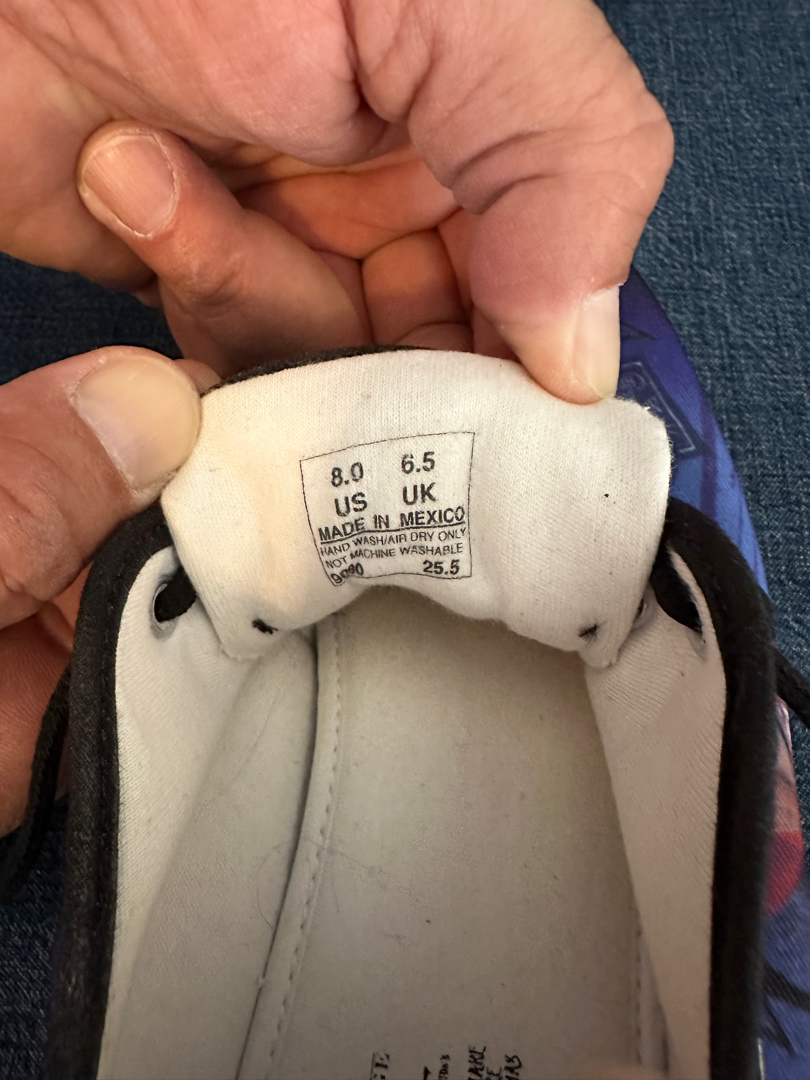 8.0 6.5
US UK
MADE IN MEXICO
HAND WASH/AIR DRY ONLY
NOT MACHINE WASHABLE
25.5